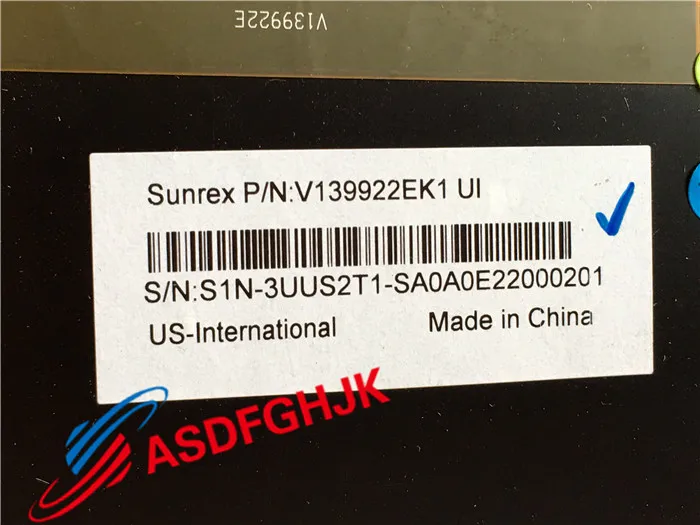 V139922E
Sunrex P/N:V139922EK1 UI
S/N:S1N-3UUS2T1-SA0A0E22000201
US-International Made in China
ASDFGHJK